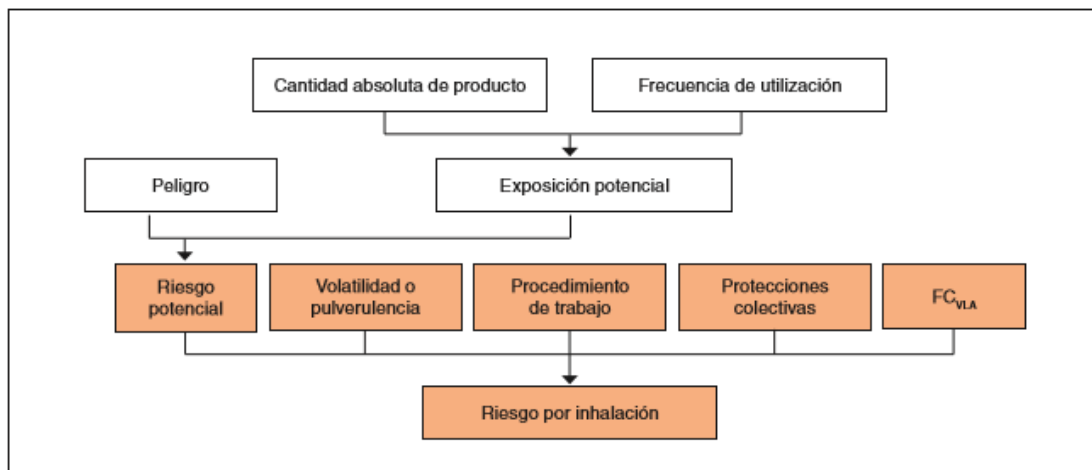 Cantidad absoluta de producto
Frecuencia de utilización
Peligro
Exposición potencial
Riesgo
potencial
Volatilidad o
pulverulencia
Procedimiento
de trabajo
Protecciones
colectivas
FCVLA
Riesgo por inhalación